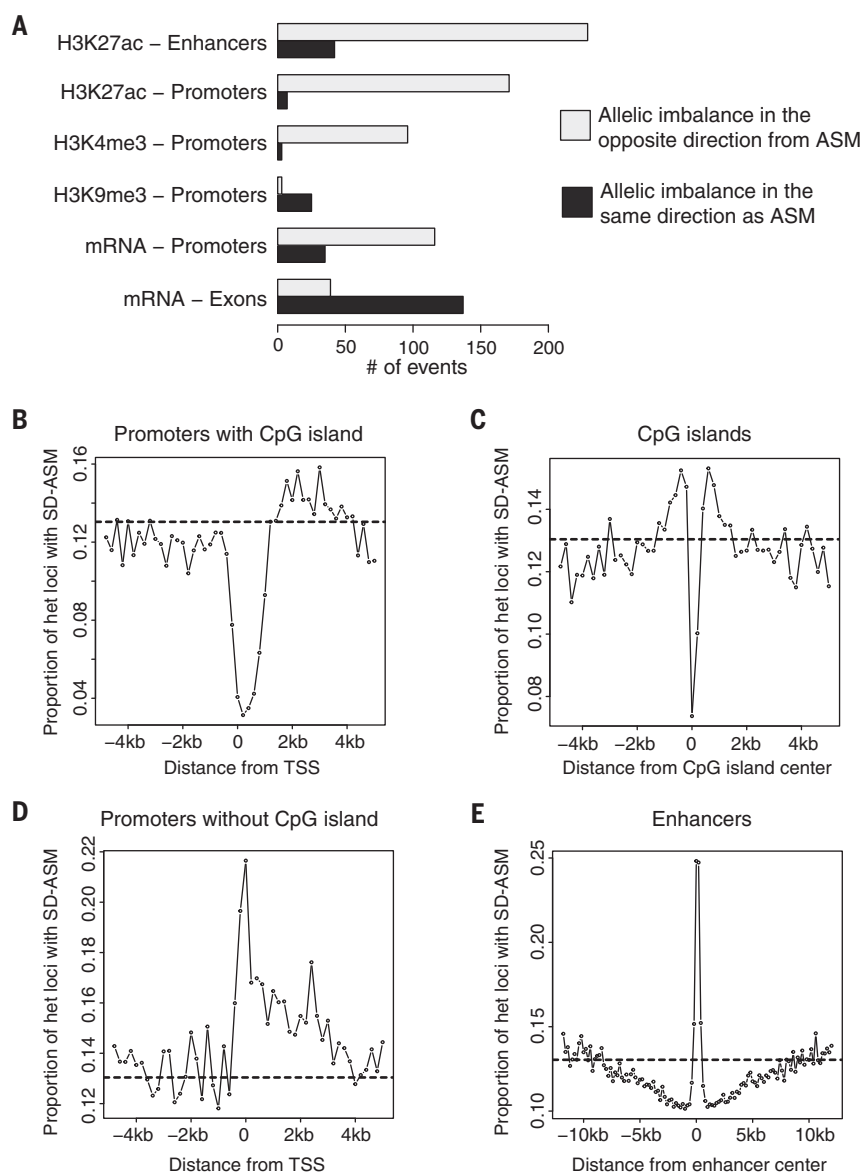 A
H3K27ac – Enhancers
H3K27ac – Promoters
H3K4me3 – Promoters
H3K9me3 – Promoters
mRNA – Promoters
mRNA – Exons
0 50 100 150 200
# of events
Allelic imbalance in the
opposite direction from ASM
Allelic imbalance in the
same direction as ASM
B
Promoters with CpG island
Proportion of het loci with SD-ASM
0.16
0.12
0.08
0.04
−4kb −2kb 0 2kb 4kb
Distance from TSS
C
CpG islands
Proportion of het loci with SD-ASM
0.14
0.12
0.10
0.08
−4kb −2kb 0 2kb 4kb
Distance from CpG island center
D
Promoters without CpG island
Proportion of het loci with SD-ASM
0.22
0.20
0.18
0.16
0.14
0.12
−4kb −2kb 0 2kb 4kb
Distance from TSS
E
Enhancers
Proportion of het loci with SD-ASM
0.25
0.20
0.15
0.10
−10kb −5kb 0 5kb 10kb
Distance from enhancer center